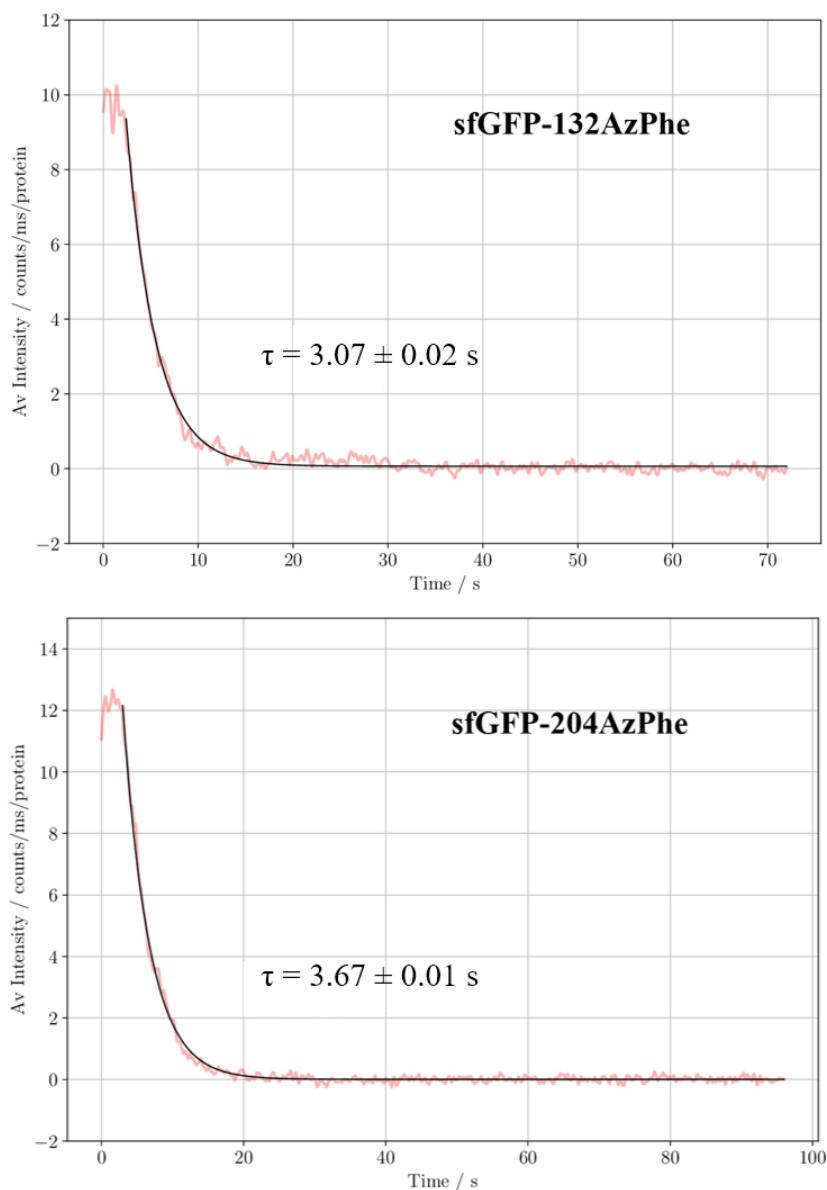 12
10
8
6
4
2
0
−2
Av Intensity / counts/ms/protein
sfGFP-132AzPhe
τ = 3.07 ± 0.02 s
0 10 20 30 40 50 60 70
Time / s
14
12
10
8
6
4
2
0
−2
Av Intensity / counts/ms/protein
sfGFP-204AzPhe
τ = 3.67 ± 0.01 s
0 20 40 60 80 100
Time / s